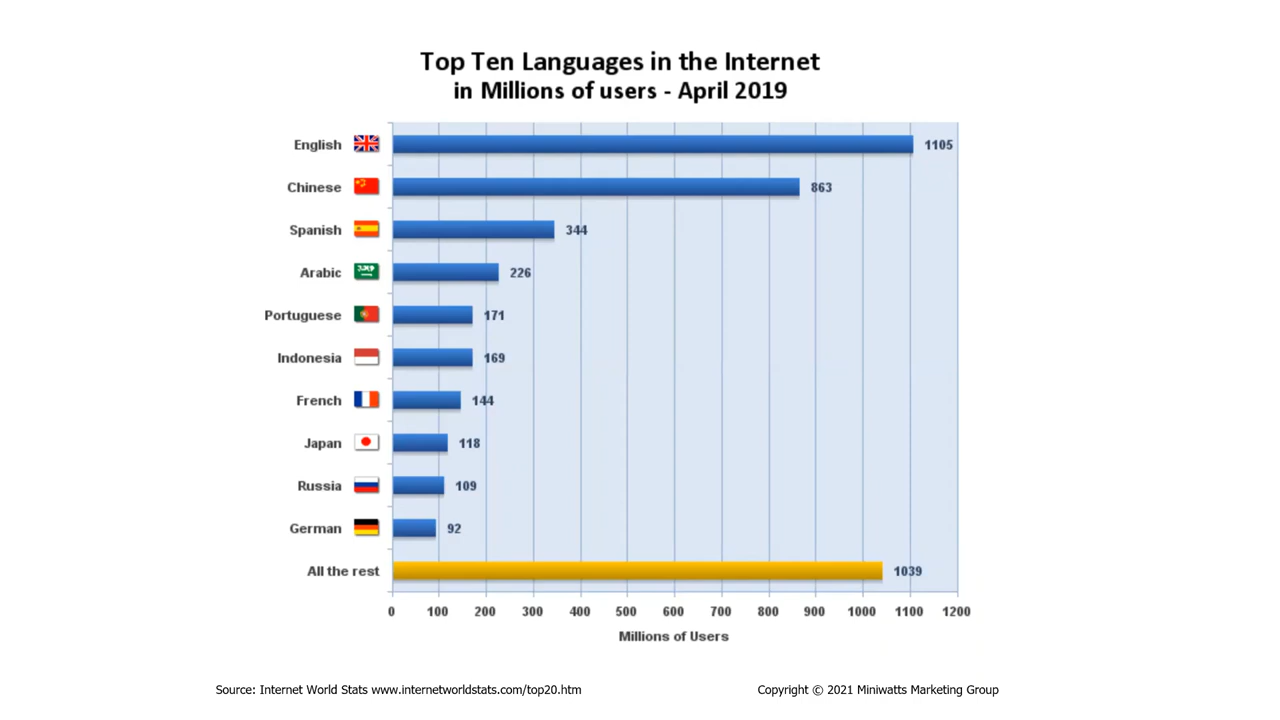 Top Ten Languages in the Internet
in Millions of users - April 2019
English 1105
Chinese 863
Spanish 344
Arabic 226
Portuguese 171
Indonesia 169
French 144
Japan 118
Russia 109
German 92
All the rest 1039
0 100 200 300 400 500 600 700 800 900 1000 1100 1200
Millions of Users
Source: Internet World Stats www.internetworldstats.com/top20.htm Copyright © 2021 Miniwatts Marketing Group